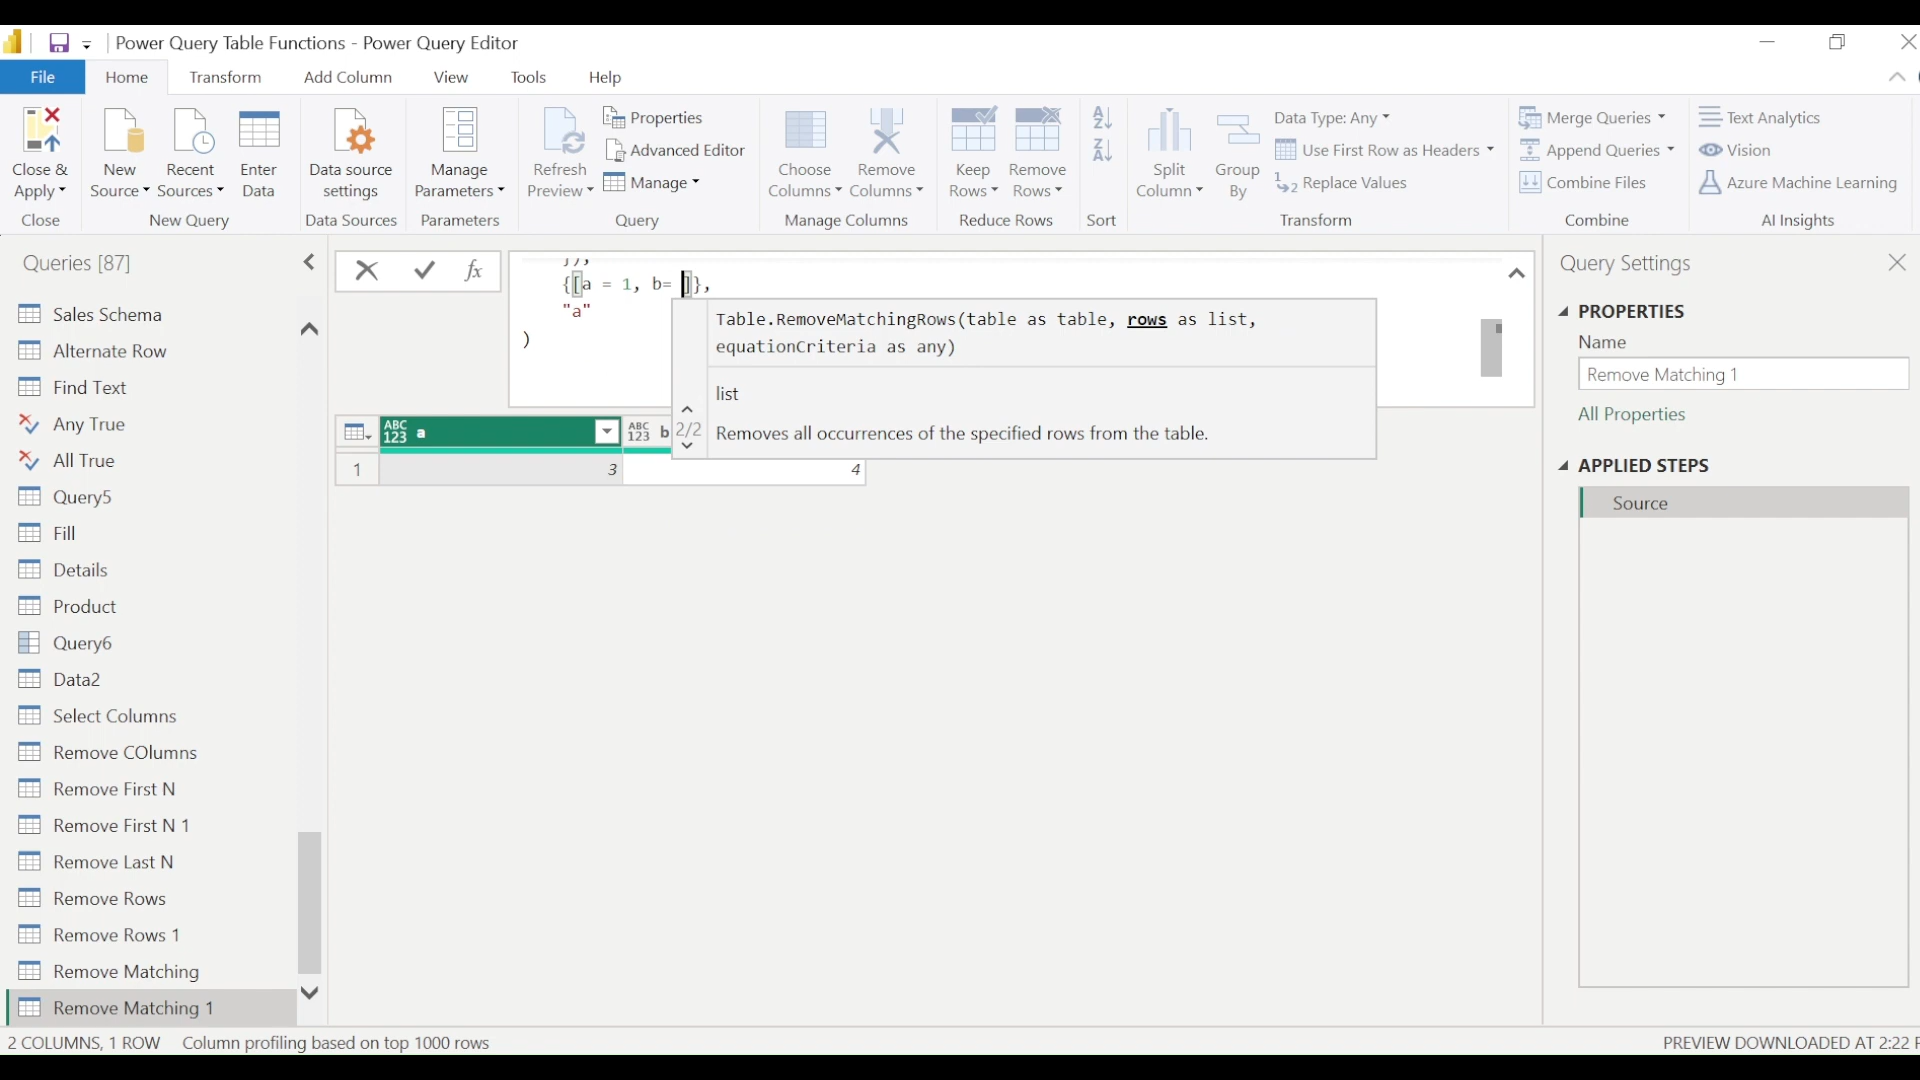 Power Query Table Functions - Power Query Editor
File Home Transform Add Column View Tools Help
Close & Apply
Close
New Source
Recent Sources
Enter Data
New Query
Data source settings
Data Sources
Manage Parameters
Parameters
Refresh Preview
Properties
Advanced Editor
Manage
Query
Choose Columns
Remove Columns
Manage Columns
Keep Rows
Remove Rows
Reduce Rows
A Z
Z A
Sort
Split Column
Group By
Data Type: Any
Use First Row as Headers
1 2 Replace Values
Transform
Merge Queries
Append Queries
Combine Files
Combine
Text Analytics
Vision
Azure Machine Learning
AI Insights
Queries [87]
Sales Schema
Alternate Row
Find Text
Any True
All True
Query5
Fill
Details
Product
Query6
Data2
Select Columns
Remove COlumns
Remove First N
Remove First N 1
Remove Last N
Remove Rows
Remove Rows 1
Remove Matching
Remove Matching 1
fx
}),
{[a = 1, b= ]},
"a"
)
Table.RemoveMatchingRows(table as table, rows as list,
equationCriteria as any)
list
2/2
Removes all occurrences of the specified rows from the table.
ABC 123 a
ABC 123 b
1 3 4
Query Settings
PROPERTIES
Name
Remove Matching 1
All Properties
APPLIED STEPS
Source
2 COLUMNS, 1 ROW Column profiling based on top 1000 rows
PREVIEW DOWNLOADED AT 2:22